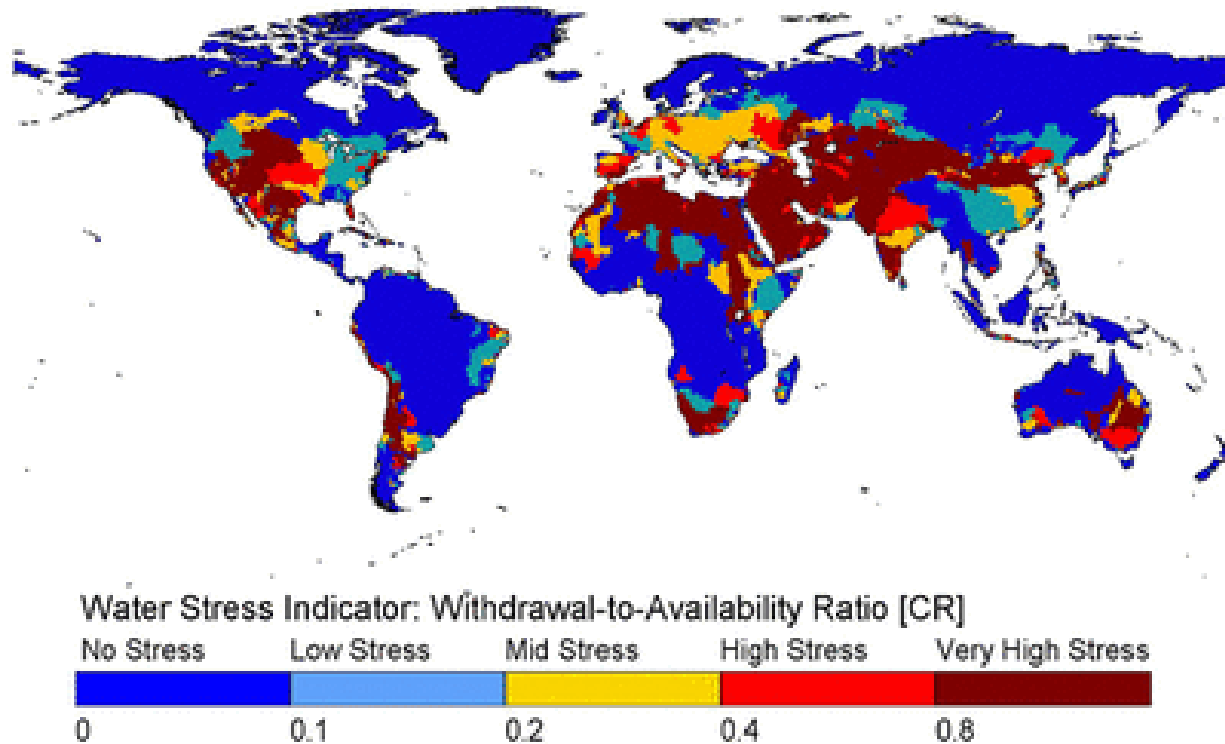 Water Stress Indicator: Withdrawal-to-Availability Ratio [CR]
No Stress Low Stress Mid Stress High Stress Very High Stress
0 0.1 0.2 0.4 0.8